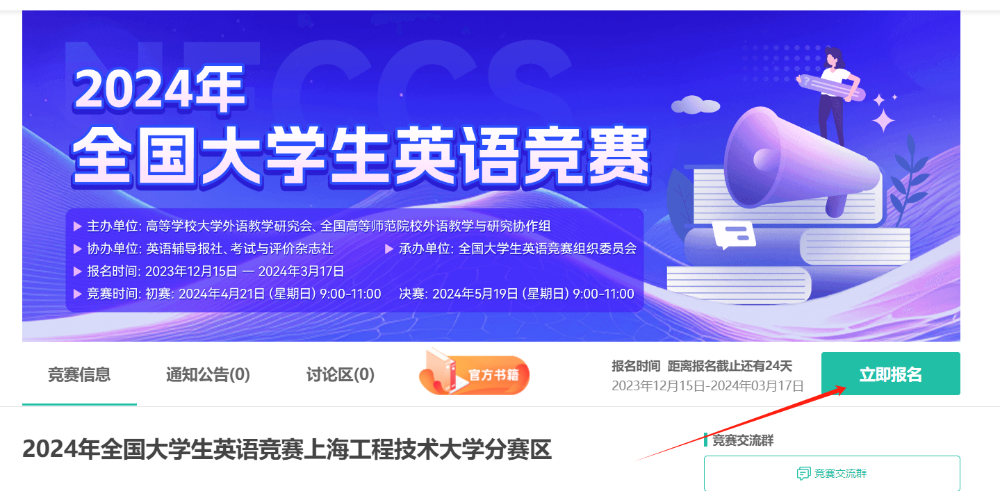 NECCS
2024年
全国大学生英语竞赛
主办单位: 高等学校大学外语教学研究会、全国高等师范院校外语教学与研究协作组
协办单位: 英语辅导报社、考试与评价杂志社 承办单位: 全国大学生英语竞赛组织委员会
报名时间: 2023年12月15日 — 2024年3月17日
竞赛时间: 初赛: 2024年4月21日 (星期日) 9:00-11:00 决赛: 2024年5月19日 (星期日) 9:00-11:00
竞赛信息 通知公告(0) 讨论区(0) 官方书籍
报名时间 距离报名截止还有24天
2023年12月15日-2024年03月17日
立即报名
2024年全国大学生英语竞赛上海工程技术大学分赛区
竞赛交流群
竞赛交流群